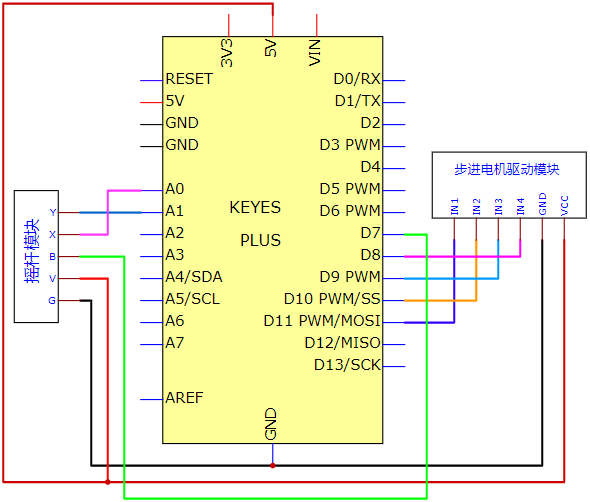 3V3
5V
VIN
RESET
5V
GND
GND
A0
A1
A2
A3
A4/SDA
A5/SCL
A6
A7
AREF
KEYES
PLUS
D0/RX
D1/TX
D2
D3 PWM
D4
D5 PWM
D6 PWM
D7
D8
D9 PWM
D10 PWM/SS
D11 PWM/MOSI
D12/MISO
D13/SCK
GND
摇杆模块
Y
X
B
V
G
步进电机驱动模块
IN1
IN2
IN3
IN4
GND
VCC